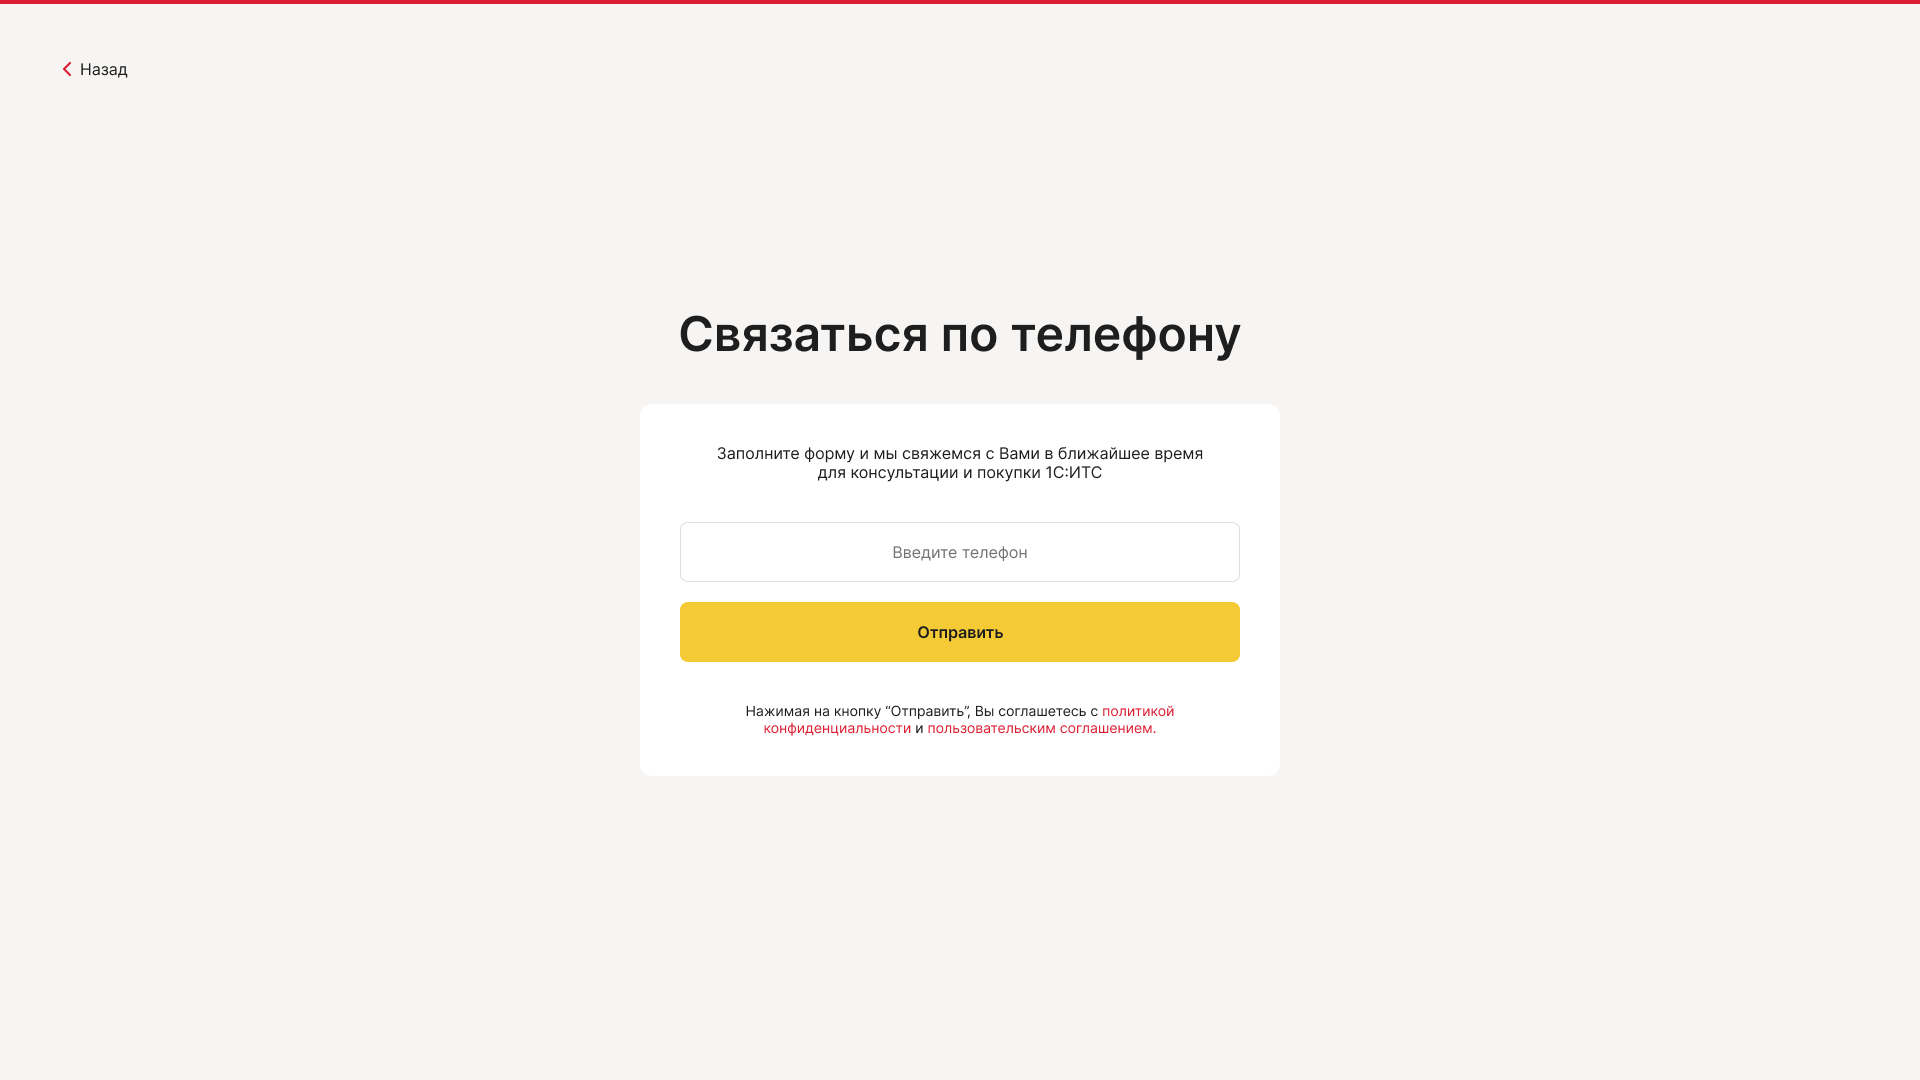 Назад
Связаться по телефону
Заполните форму и мы свяжемся с Вами в ближайшее время
для консультации и покупки 1С:ИТС
Введите телефон
Отправить
Нажимая на кнопку “Отправить”, Вы соглашетесь с политикой
конфиденциальности и пользовательским соглашением.